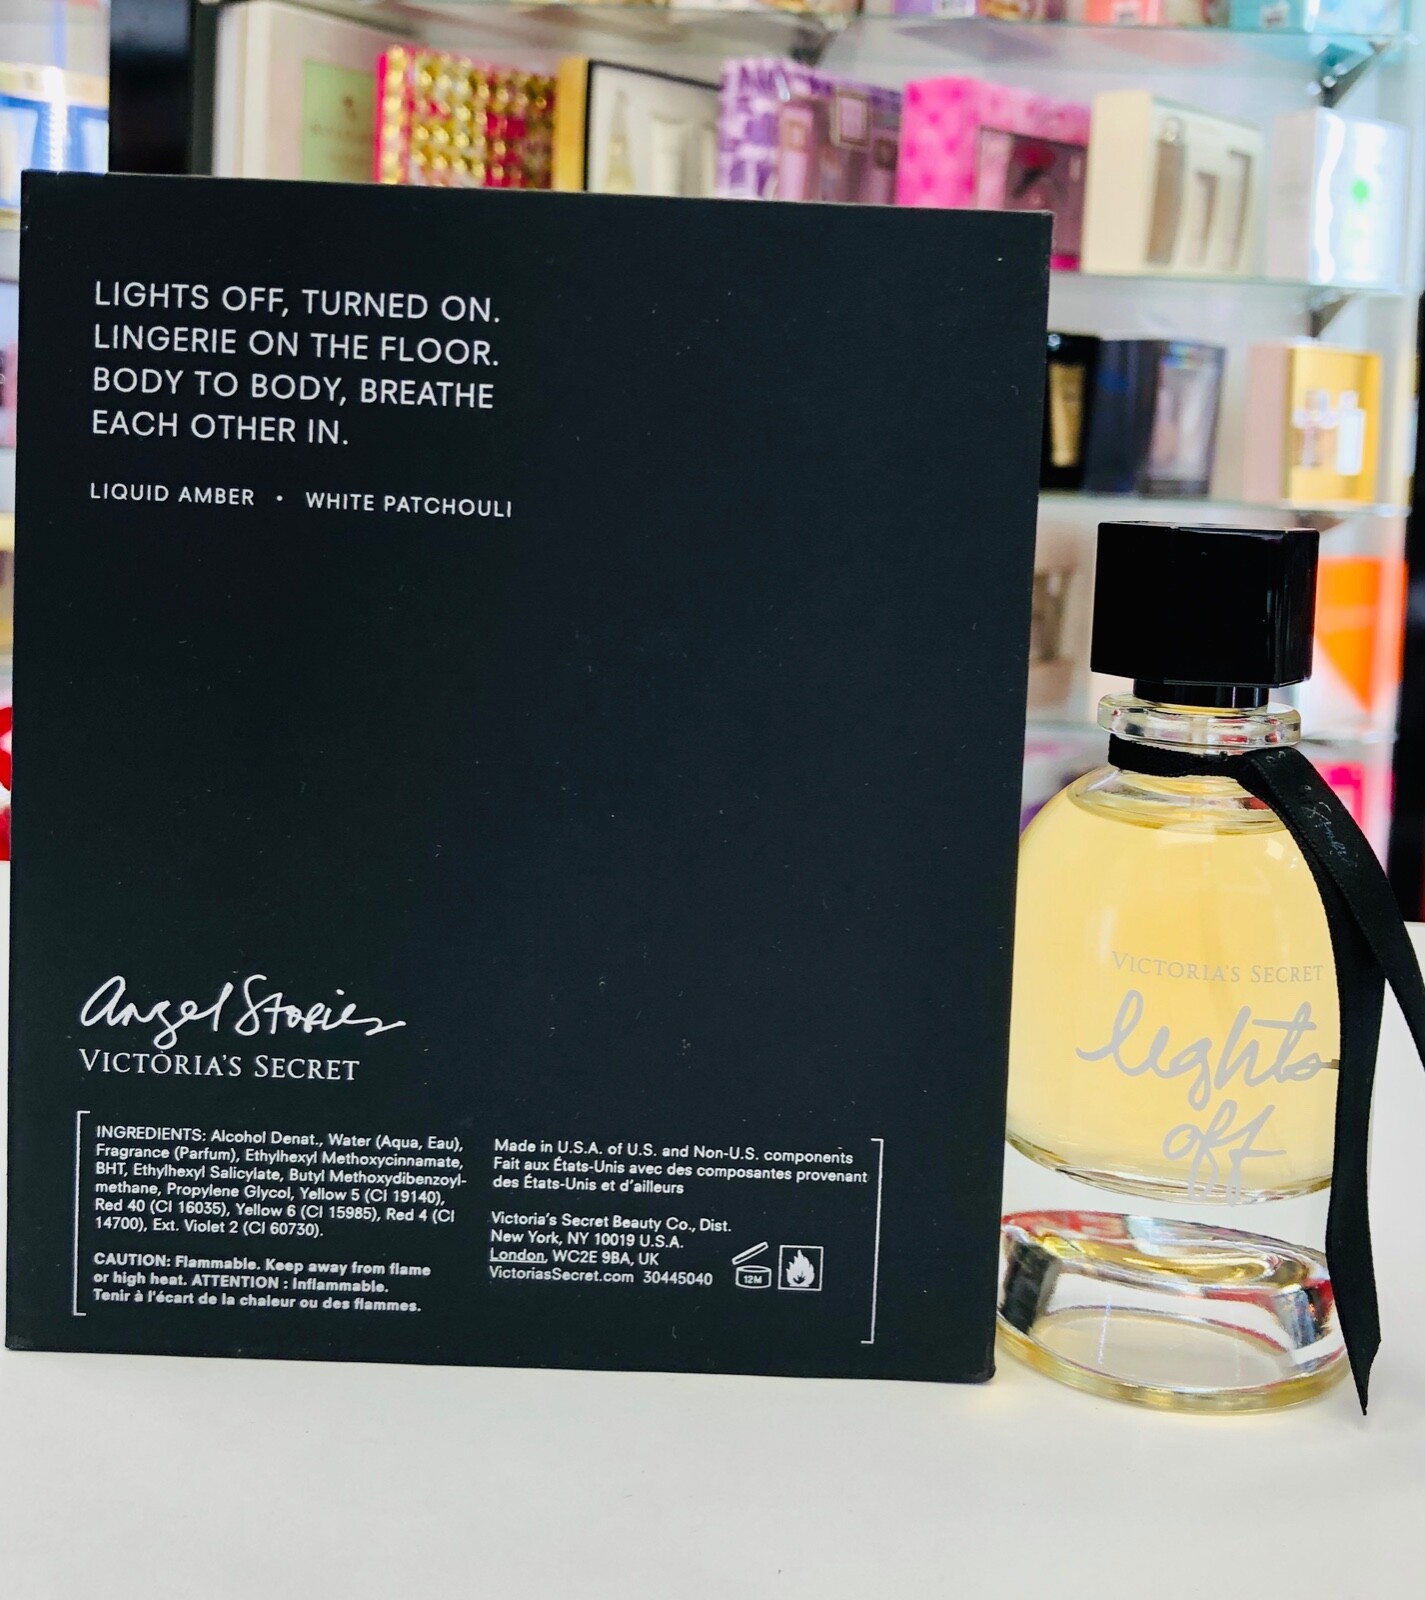 LIGHTS OFF, TURNED ON.
LINGERIE ON THE FLOOR.
BODY TO BODY, BREATHE
EACH OTHER IN.
LIQUID AMBER • WHITE PATCHOULI
Angel Stories
VICTORIA'S SECRET
INGREDIENTS: Alcohol Denat., Water (Aqua, Eau),
Fragrance (Parfum), Ethylhexyl Methoxycinnamate,
BHT, Ethylhexyl Salicylate, Butyl Methoxydibenzoyl-
methane, Propylene Glycol, Yellow 5 (CI 19140),
Red 40 (CI 16035), Yellow 6 (CI 15985), Red 4 (CI
14700), Ext. Violet 2 (CI 60730).
CAUTION: Flammable. Keep away from flame
or high heat. ATTENTION : Inflammable.
Tenir à l'écart de la chaleur ou des flammes.
Made in U.S.A. of U.S. and Non-U.S. components
Fait aux États-Unis avec des composantes provenant
des États-Unis et d'ailleurs
Victoria's Secret Beauty Co., Dist.
New York, NY 10019 U.S.A.
London, WC2E 9BA, UK
VictoriasSecret.com 30445040
12M
VICTORIA'S SECRET
lights
off